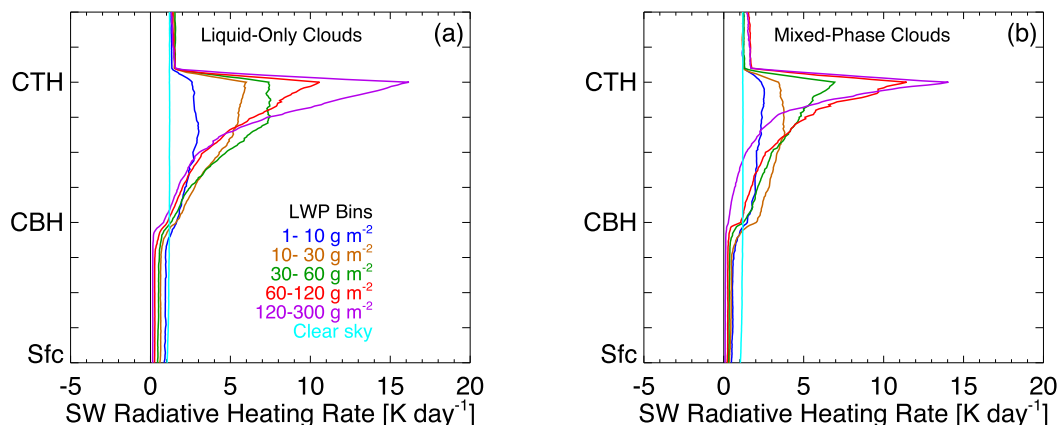 Liquid-Only Clouds
(a)
CTH
CBH
Sfc
LWP Bins
1- 10 g m⁻²
10- 30 g m⁻²
30- 60 g m⁻²
60-120 g m⁻²
120-300 g m⁻²
Clear sky
-5 0 5 10 15 20
SW Radiative Heating Rate [K day⁻¹]
Mixed-Phase Clouds
(b)
CTH
CBH
Sfc
-5 0 5 10 15 20
SW Radiative Heating Rate [K day⁻¹]